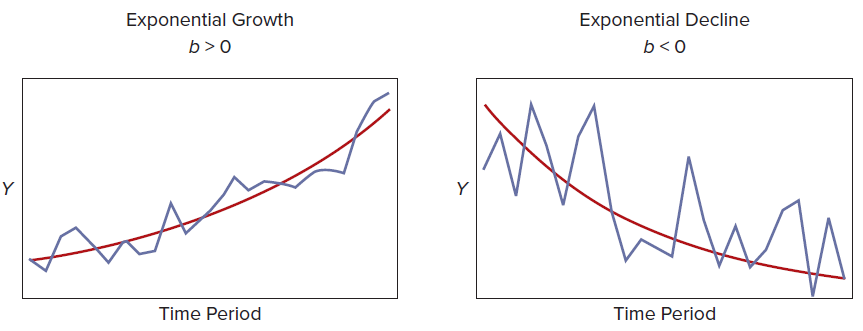 Exponential Growth
b > 0
Y
Time Period
Exponential Decline
b < 0
Y
Time Period